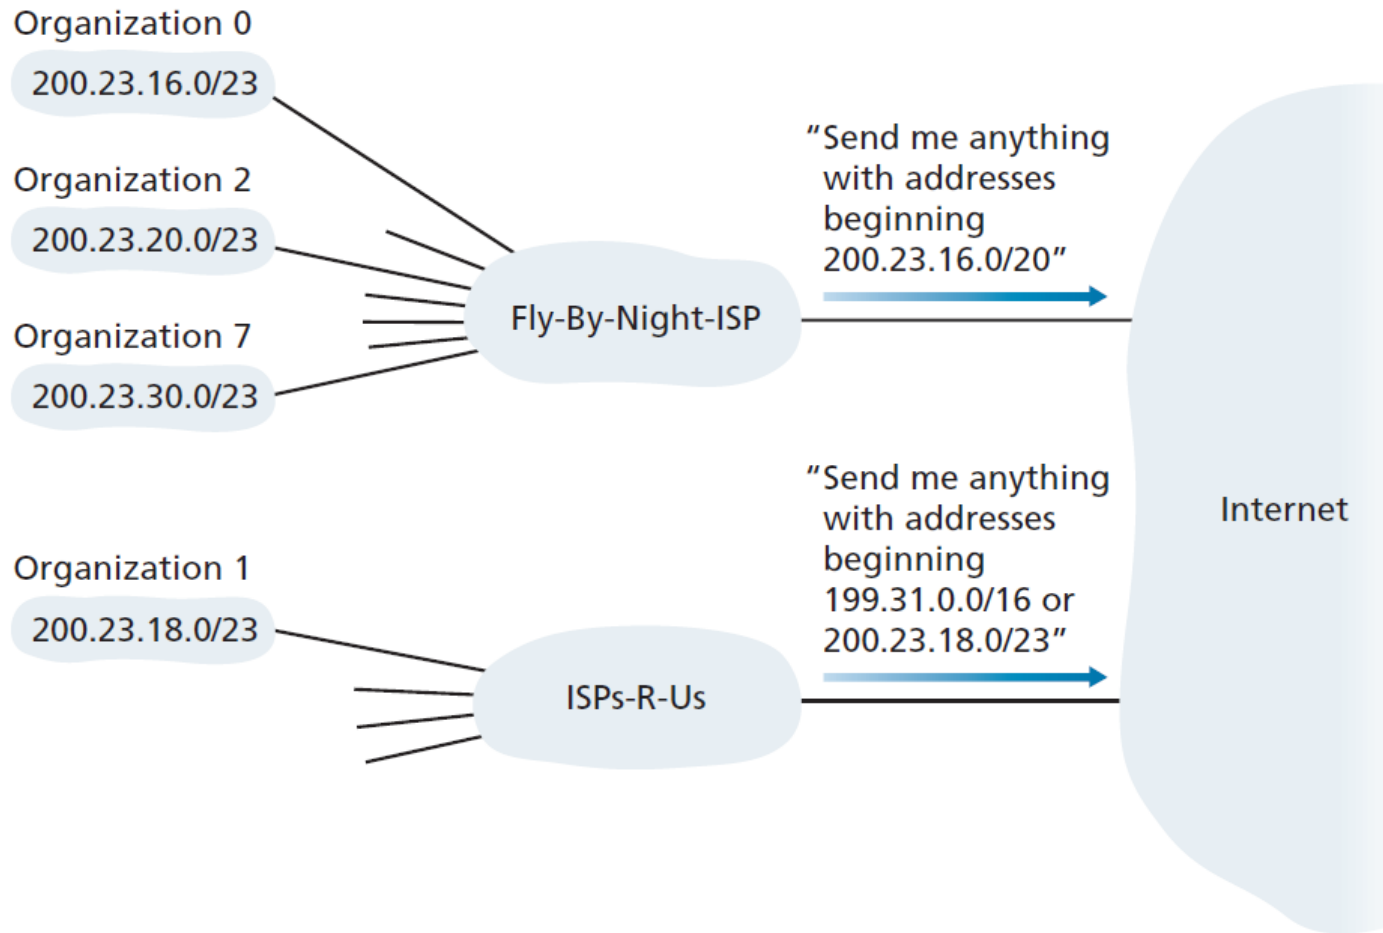 Organization 0
200.23.16.0/23
Organization 2
200.23.20.0/23
Organization 7
200.23.30.0/23
Fly-By-Night-ISP
"Send me anything
with addresses
beginning
200.23.16.0/20"
Organization 1
200.23.18.0/23
ISPs-R-Us
"Send me anything
with addresses
beginning
199.31.0.0/16 or
200.23.18.0/23"
Internet